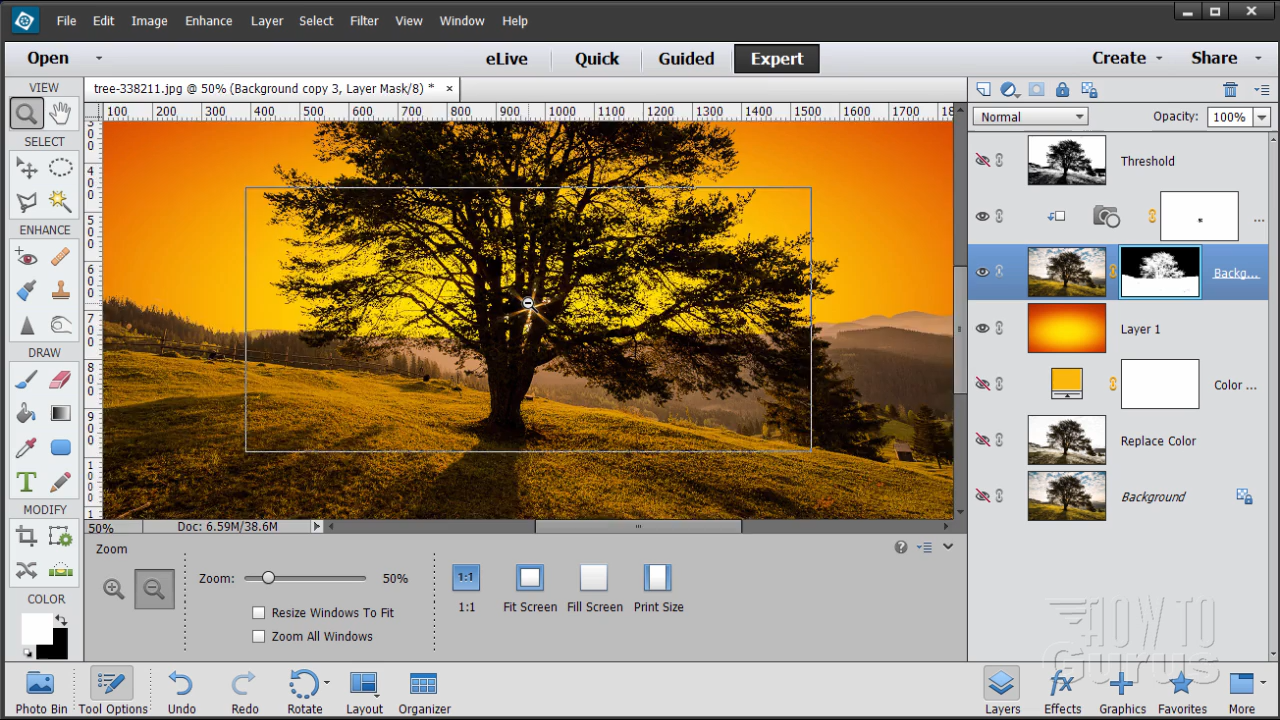 File Edit Image Enhance Layer Select Filter View Window Help
Open eLive Quick Guided Expert Create Share
VIEW
tree-338211.jpg @ 50% (Background copy 3, Layer Mask/8) *
100 200 300 400 500 600 700 800 900 1000 1100 1200 1300 1400 1500 1600 1700 18
Normal Opacity: 100%
SELECT
Threshold
...
ENHANCE
Backg...
Layer 1
DRAW
Color ...
Replace Color
Background
MODIFY
50% Doc: 6.59M/38.6M
Zoom
Zoom: 50%
1:1
1:1 Fit Screen Fill Screen Print Size
Resize Windows To Fit
Zoom All Windows
COLOR
HOW TO
Gurus
Photo Bin Tool Options Undo Redo Rotate Layout Organizer Layers Effects Graphics Favorites More